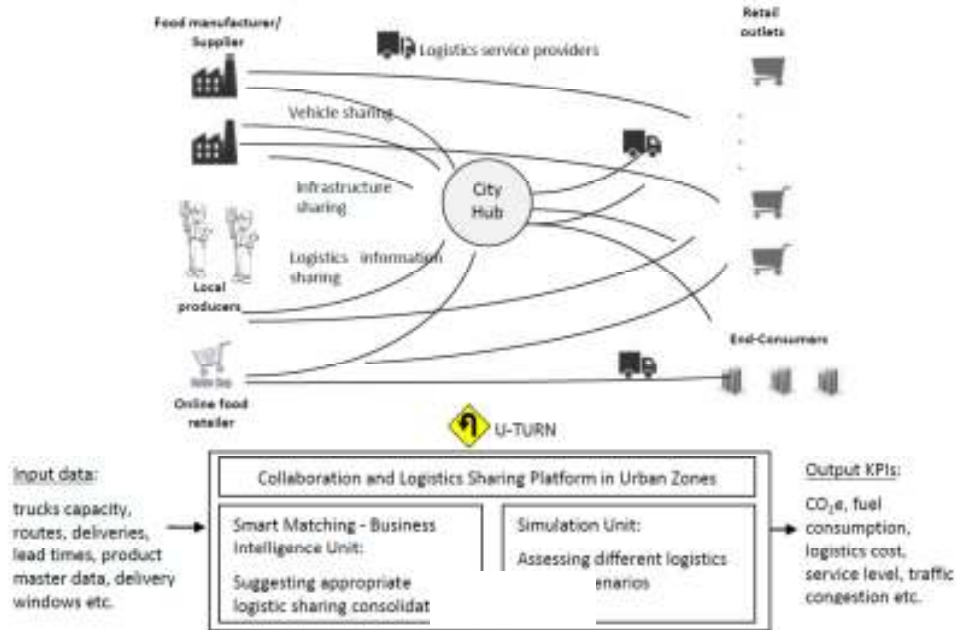 Food manufacturer/
Supplier
Logistics service providers
Retail
outlets
Vehicle sharing
Infrastructure
sharing
City
Hub
Logistics information
sharing
Local
producers
End-Consumers
Online food
retailer
U-TURN
Input data:
trucks capacity,
routes, deliveries,
lead times, product
master data, delivery
windows etc.
Collaboration and Logistics Sharing Platform in Urban Zones
Smart Matching - Business
Intelligence Unit:
Suggesting appropriate
logistic sharing
Simulation Unit:
Assessing different logistics
Output KPIs:
CO₂e, fuel
consumption,
logistics cost,
service level, traffic
congestion etc.